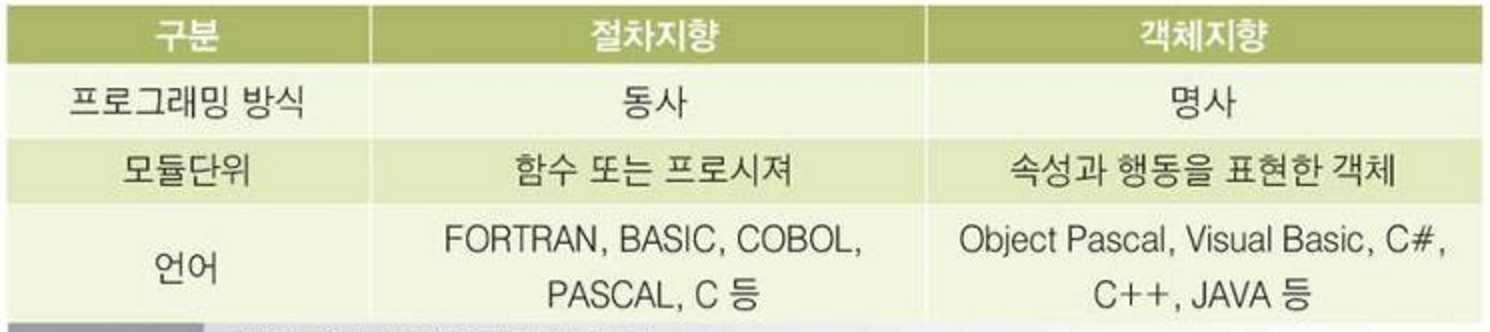 구분 절차지향 객체지향
프로그래밍 방식 동사 명사
모듈단위 함수 또는 프로시져 속성과 행동을 표현한 객체
언어
FORTRAN, BASIC, COBOL,
PASCAL, C 등
Object Pascal, Visual Basic, C#,
C++, JAVA 등